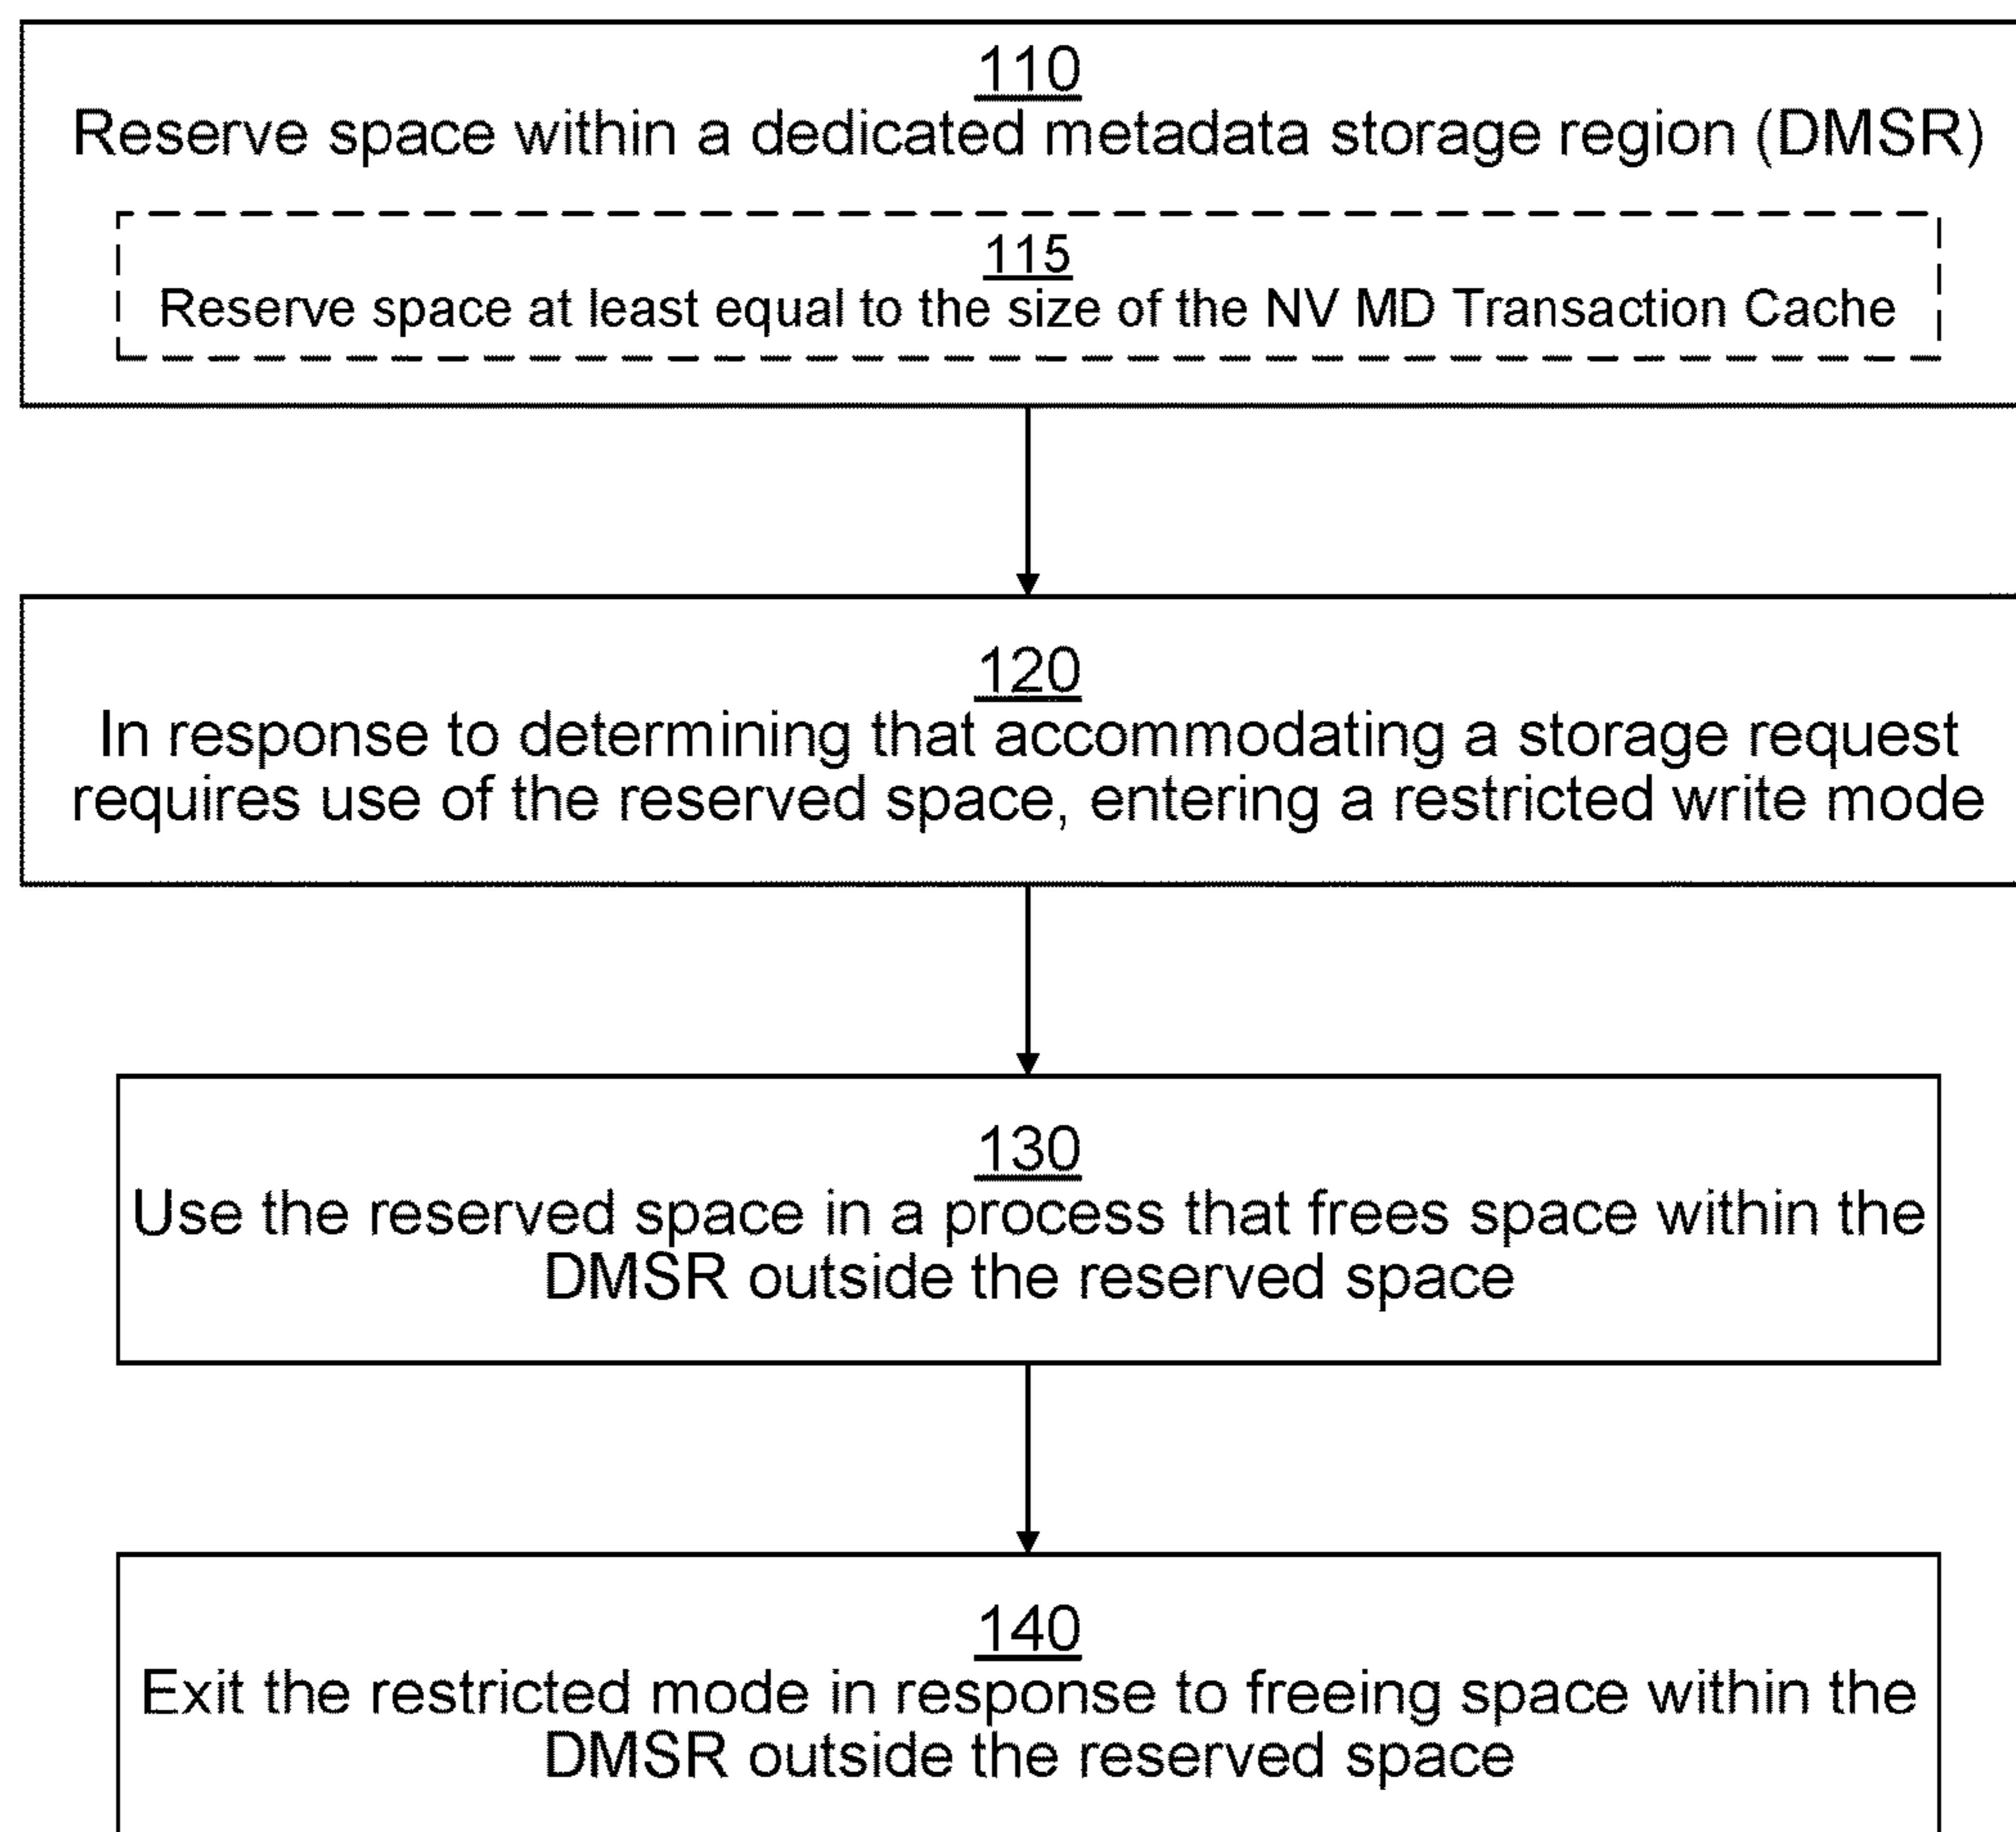 110
Reserve space within a dedicated metadata storage region (DMSR)
115
Reserve space at least equal to the size of the NV MD Transaction Cache
120
In response to determining that accommodating a storage request
requires use of the reserved space, entering a restricted write mode
130
Use the reserved space in a process that frees space within the
DMSR outside the reserved space
140
Exit the restricted mode in response to freeing space within the
DMSR outside the reserved space